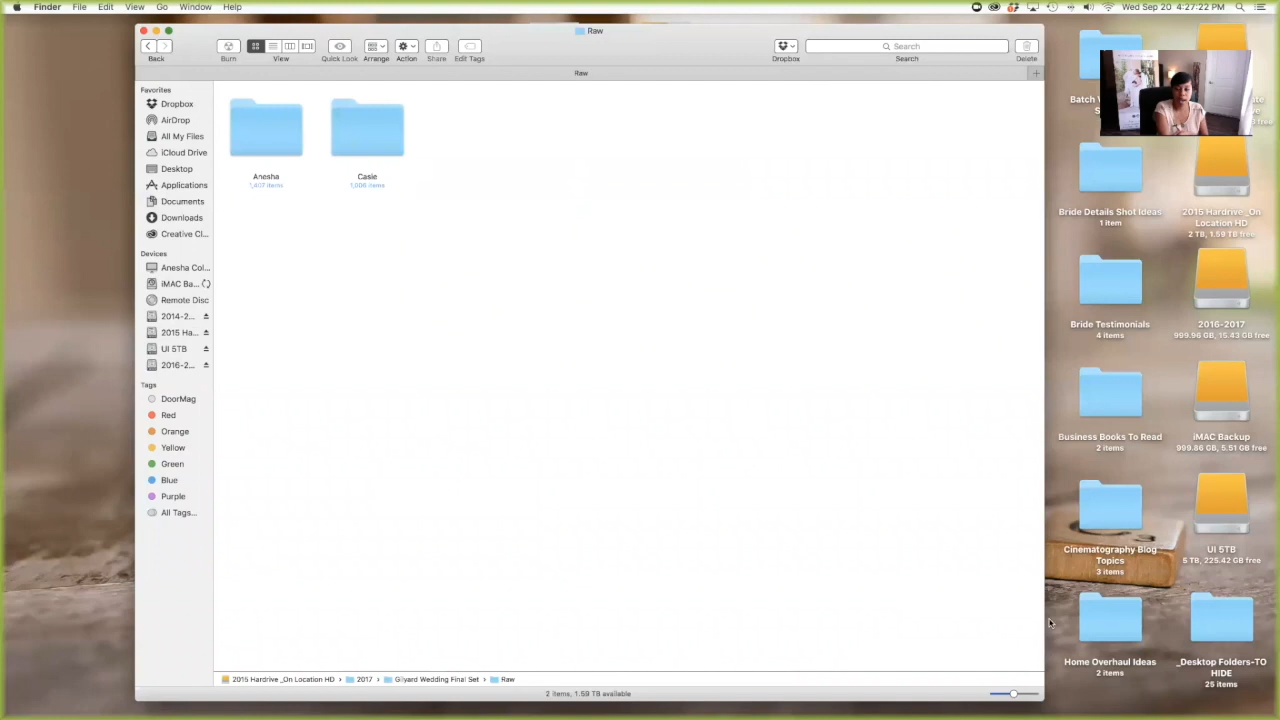 Finder File Edit View Go Window Help
Wed Sep 20 4:27:22 PM
Raw
Back
Burn
View
Quick Look
Arrange
Action
Share
Edit Tags
Dropbox
Search
Search
Delete
Raw
Favorites
Dropbox
AirDrop
All My Files
iCloud Drive
Desktop
Applications
Documents
Downloads
Creative Cl...
Devices
Anesha Col...
iMAC Ba...
Remote Disc
2014-2...
2015 Ha...
UI 5TB
2016-2...
Tags
DoorMag
Red
Orange
Yellow
Green
Blue
Purple
All Tags...
Anesha
1,407 items
Casie
items
2015 Hardrive _On Location HD › 2017 › Gilyard Wedding Final Set › Raw
2 items, 1.59 TB available
Batch
Bride Details Shot Ideas
1 item
2015 Hardrive _On
Location HD
2 TB, 1.59 TB free
Bride Testimonials
4 items
2016-2017
999.96 GB, 15.43 GB free
Business Books To Read
2 items
iMAC Backup
999.86 GB, 5.51 GB free
Cinematography Blog
Topics
3 items
UI 5TB
5 TB, 225.42 GB free
Home Overhaul Ideas
2 items
_Desktop Folders-TO
HIDE
25 items